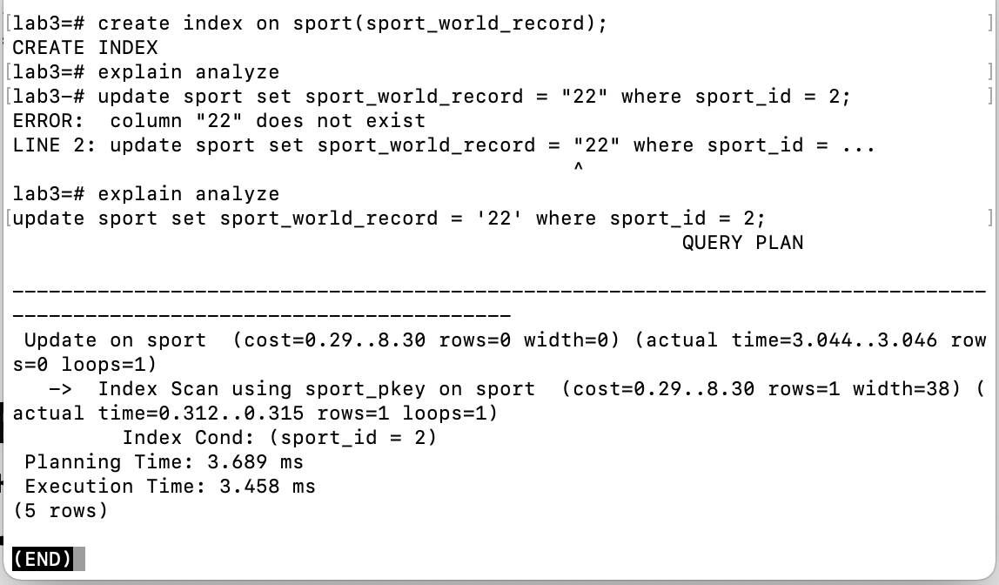 [lab3=# create index on sport(sport_world_record);]
CREATE INDEX
[lab3=# explain analyze]
[lab3-# update sport set sport_world_record = "22" where sport_id = 2;]
ERROR:  column "22" does not exist
LINE 2: update sport set sport_world_record = "22" where sport_id = ...
^
lab3=# explain analyze
[update sport set sport_world_record = '22' where sport_id = 2;]
QUERY PLAN
--------------------------------------------------------------------------------
-----------------------------------------
Update on sport  (cost=0.29..8.30 rows=0 width=0) (actual time=3.044..3.046 row
s=0 loops=1)
->  Index Scan using sport_pkey on sport  (cost=0.29..8.30 rows=1 width=38) (
actual time=0.312..0.315 rows=1 loops=1)
Index Cond: (sport_id = 2)
Planning Time: 3.689 ms
Execution Time: 3.458 ms
(5 rows)
(END)